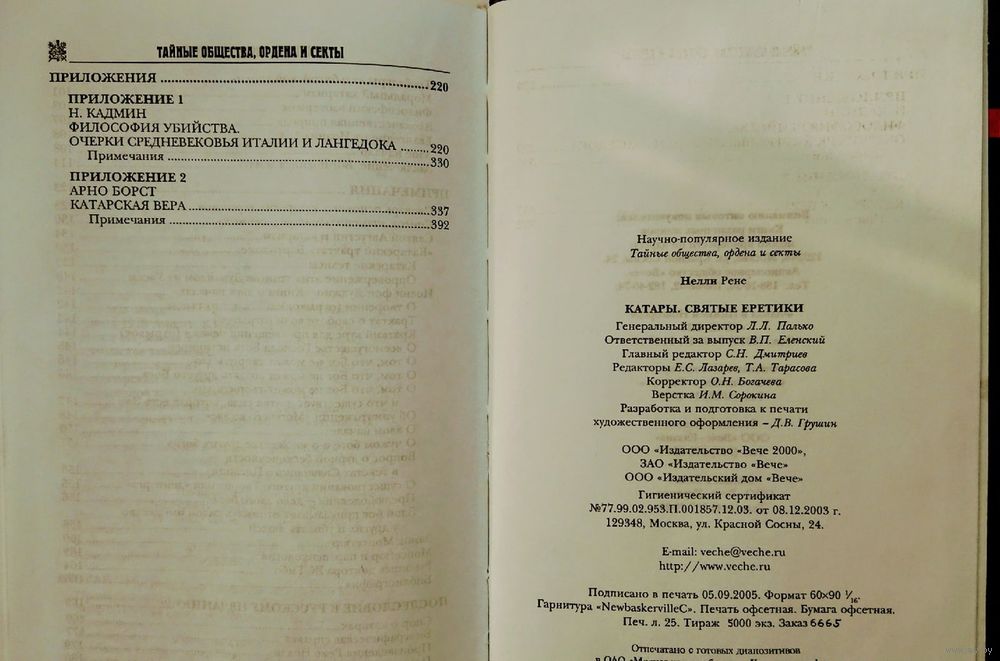 ТАЙНЫЕ ОБЩЕСТВА, ОРДЕНА И СЕКТЫ
ПРИЛОЖЕНИЯ ........ 220
ПРИЛОЖЕНИЕ 1
Н. КАДМИН
ФИЛОСОФИЯ УБИЙСТВА.
ОЧЕРКИ СРЕДНЕВЕКОВЬЯ ИТАЛИИ И ЛАНГЕДОКА ........ 220
Примечания ........ 330
ПРИЛОЖЕНИЕ 2
АРНО БОРСТ
КАТАРСКАЯ ВЕРА ........ 337
Примечания ........ 392
Научно-популярное издание
Тайные общества, ордена и секты
Нелли Рене
КАТАРЫ. СВЯТЫЕ ЕРЕТИКИ
Генеральный директор Л.Л. Палько
Ответственный за выпуск В.П. Еленский
Главный редактор С.Н. Дмитриев
Редакторы Е.С. Лазарев, Т.А. Тарасова
Корректор О.Н. Богачева
Верстка И.М. Сорокина
Разработка и подготовка к печати
художественного оформления – Д.В. Грушин
ООО «Издательство «Вече 2000»,
ЗАО «Издательство «Вече»
ООО «Издательский дом «Вече»
Гигиенический сертификат
№77.99.02.953.П.001857.12.03. от 08.12.2003 г.
129348, Москва, ул. Красной Сосны, 24.
E-mail: veche@veche.ru
http://www.veche.ru
Подписано в печать 05.09.2005. Формат 60×90 1/16.
Гарнитура «NewbaskervilleC». Печать офсетная. Бумага офсетная.
Печ. л. 25. Тираж 5000 экз. Заказ 6665
Отпечатано с готовых диапозитивов